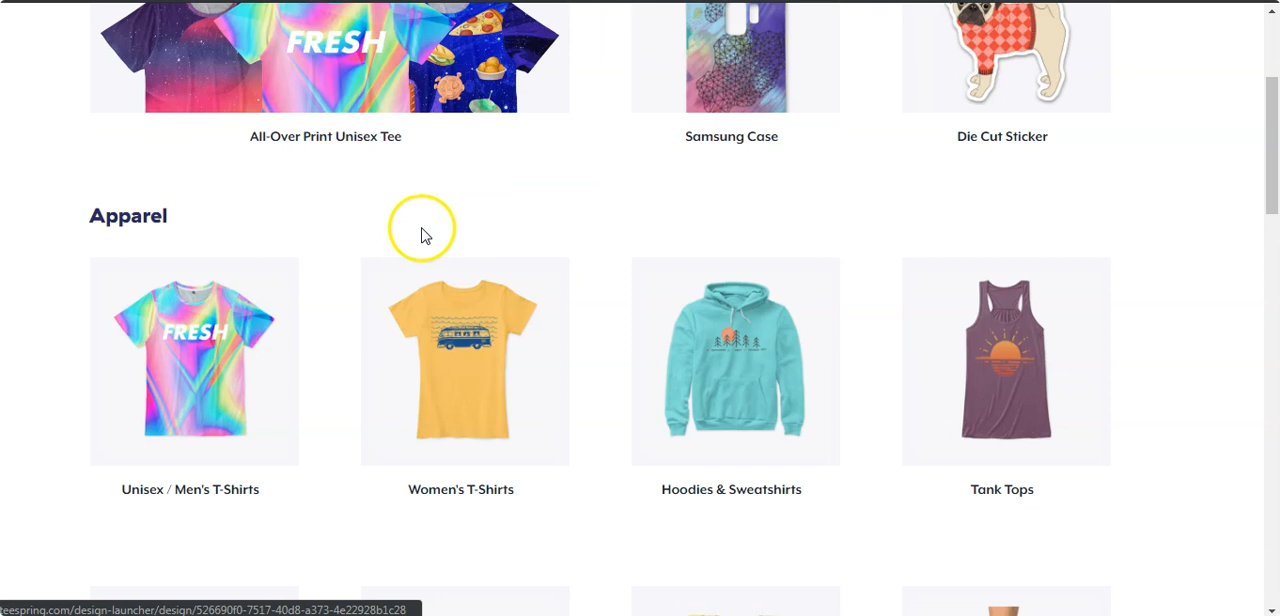 FRESH
All-Over Print Unisex Tee
Samsung Case
Die Cut Sticker
Apparel
FRESH
Unisex / Men's T-Shirts
Women's T-Shirts
Hoodies & Sweatshirts
Tank Tops
teespring.com/design-launcher/design/526690f0-7517-40d8-a373-4e22928b1c28